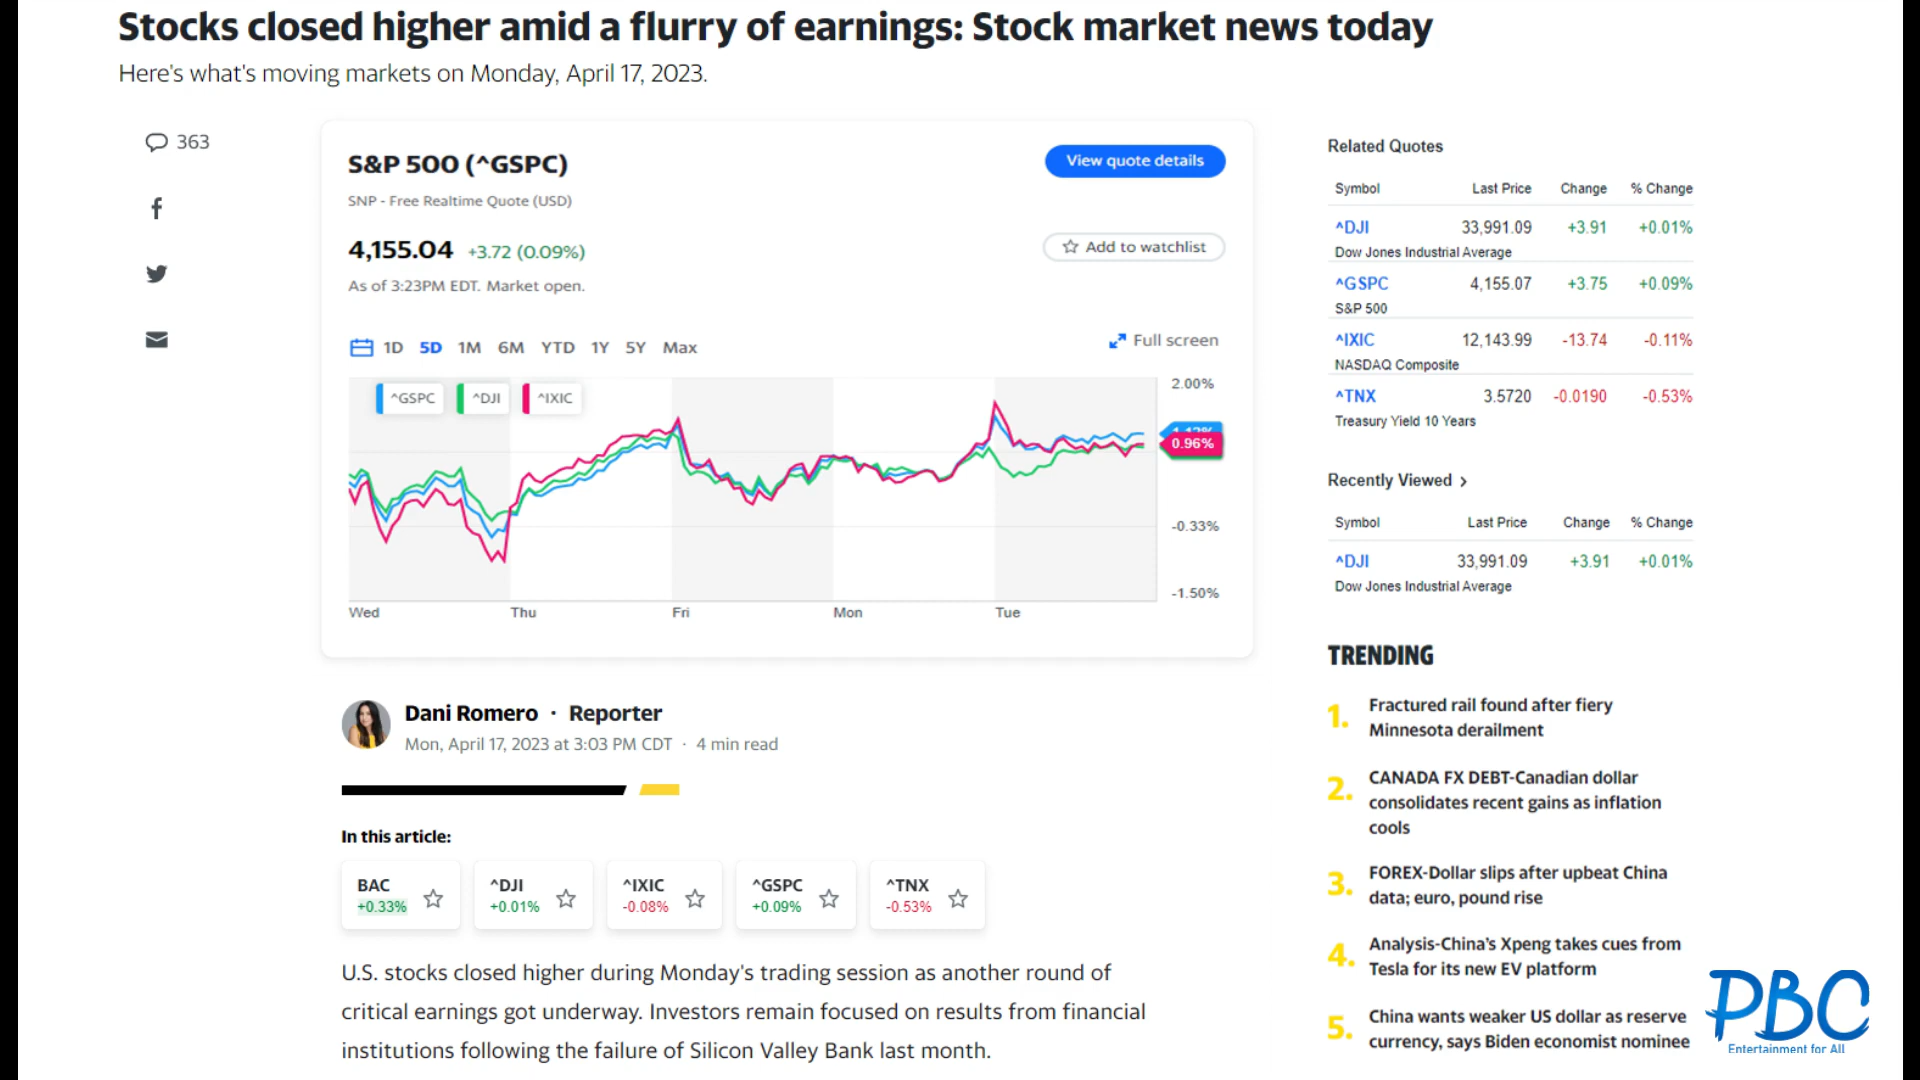 Stocks closed higher amid a flurry of earnings: Stock market news today
Here's what's moving markets on Monday, April 17, 2023.
363
S&P 500 (^GSPC)
View quote details
SNP - Free Realtime Quote (USD)
4,155.04 +3.72 (0.09%)
Add to watchlist
As of 3:23PM EDT. Market open.
1D 5D 1M 6M YTD 1Y 5Y Max
Full screen
^GSPC ^DJI ^IXIC
2.00%
0.96%
-0.33%
-1.50%
Wed Thu Fri Mon Tue
Dani Romero · Reporter
Mon, April 17, 2023 at 3:03 PM CDT · 4 min read
In this article:
BAC ^DJI ^IXIC ^GSPC ^TNX
+0.33% +0.01% -0.08% +0.09% -0.53%
U.S. stocks closed higher during Monday's trading session as another round of
critical earnings got underway. Investors remain focused on results from financial
institutions following the failure of Silicon Valley Bank last month.
Related Quotes
Symbol Last Price Change % Change
^DJI 33,991.09 +3.91 +0.01%
Dow Jones Industrial Average
^GSPC 4,155.07 +3.75 +0.09%
S&P 500
^IXIC 12,143.99 -13.74 -0.11%
NASDAQ Composite
^TNX 3.5720 -0.0190 -0.53%
Treasury Yield 10 Years
Recently Viewed >
Symbol Last Price Change % Change
^DJI 33,991.09 +3.91 +0.01%
Dow Jones Industrial Average
TRENDING
1. Fractured rail found after fiery
Minnesota derailment
2. CANADA FX DEBT-Canadian dollar
consolidates recent gains as inflation
cools
3. FOREX-Dollar slips after upbeat China
data; euro, pound rise
4. Analysis-China's Xpeng takes cues from
Tesla for its new EV platform
5. China wants weaker US dollar as reserve
currency, says Biden economist nominee
PBC
Entertainment for All